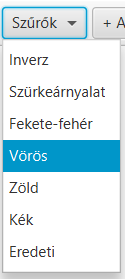 Szűrők
+ A
Inverz
Szürkeárnyalat
Fekete-fehér
Vörös
Zöld
Kék
Eredeti